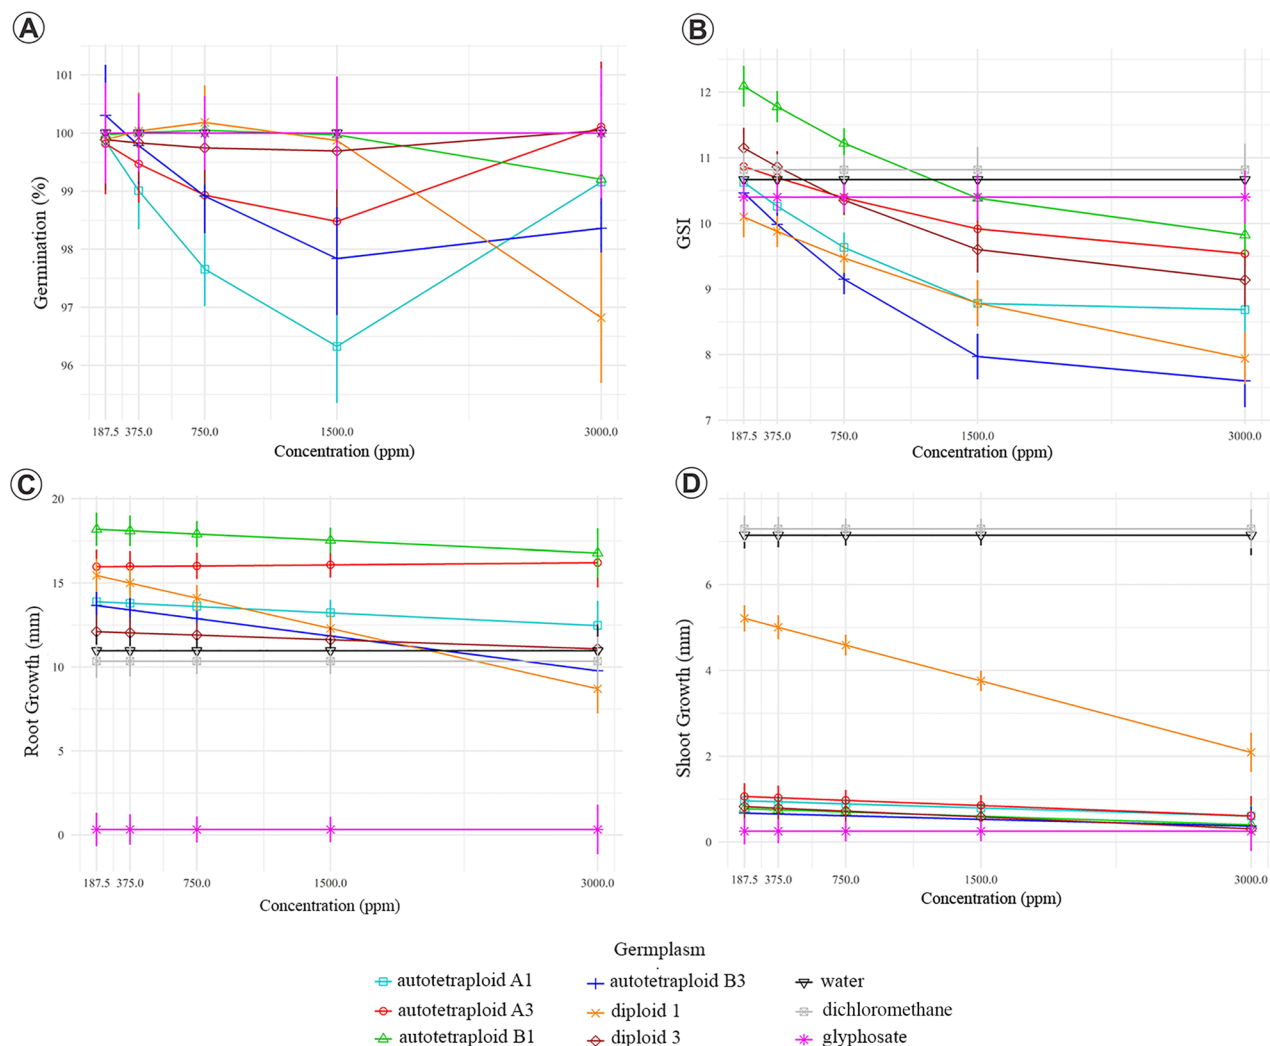 A
101
100
99
98
97
96
Germination (%)
187.5 375.0 750.0 1500.0 3000.0
Concentration (ppm)
B
12
11
10
9
8
7
GSI
187.5 375.0 750.0 1500.0 3000.0
Concentration (ppm)
C
20
15
10
5
0
Root Growth (mm)
187.5 375.0 750.0 1500.0 3000.0
Concentration (ppm)
D
6
4
2
0
Shoot Growth (mm)
187.5 375.0 750.0 1500.0 3000.0
Concentration (ppm)
Germplasm
autotetraploid A1
autotetraploid A3
autotetraploid B1
autotetraploid B3
diploid 1
diploid 3
water
dichloromethane
glyphosate